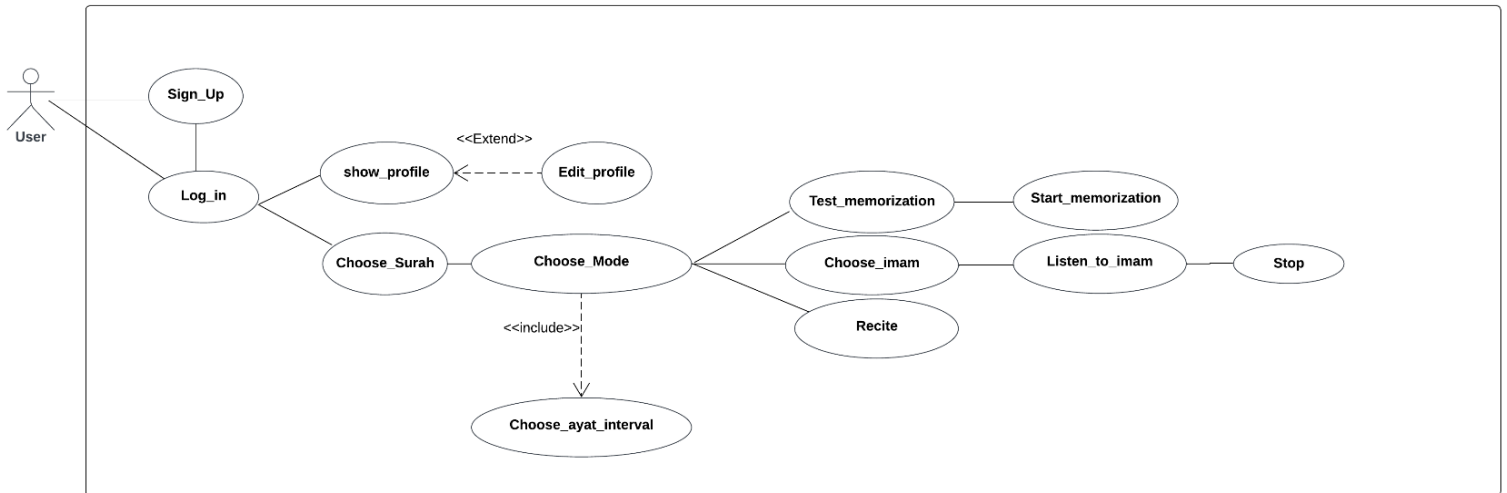 User
Sign_Up
Log_in
show_profile
<<Extend>>
Edit_profile
Choose_Surah
Choose_Mode
<<include>>
Choose_ayat_interval
Test_memorization
Start_memorization
Choose_imam
Listen_to_imam
Stop
Recite